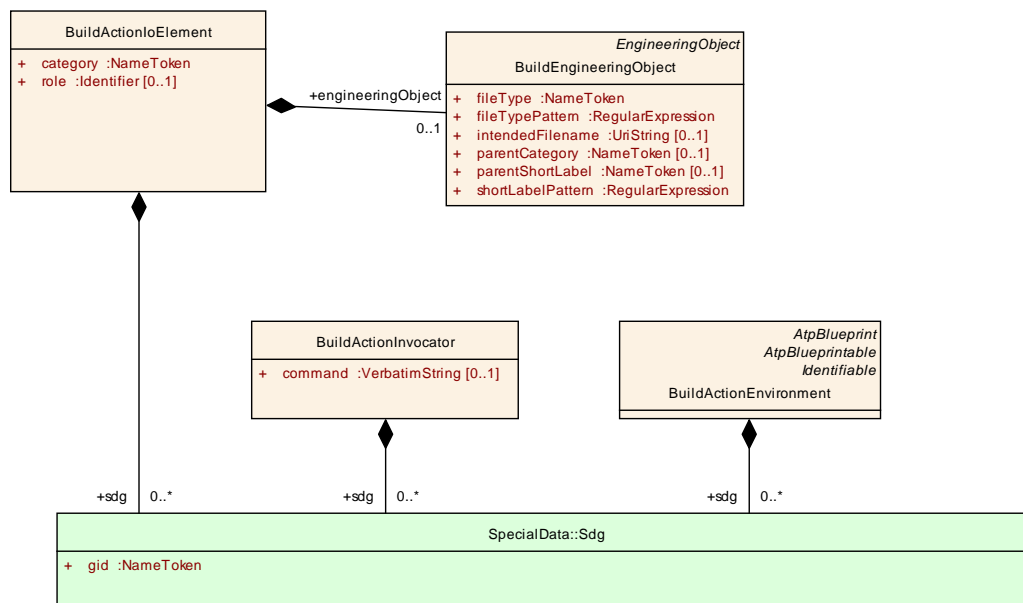 BuildActionIoElement
+ category :NameToken
+ role :Identifier [0..1]
+engineeringObject
0..1
EngineeringObject
BuildEngineeringObject
+ fileType :NameToken
+ fileTypePattern :RegularExpression
+ intendedFilename :UriString [0..1]
+ parentCategory :NameToken [0..1]
+ parentShortLabel :NameToken [0..1]
+ shortLabelPattern :RegularExpression
BuildActionInvocator
+ command :VerbatimString [0..1]
AtpBlueprint
AtpBlueprintable
Identifiable
BuildActionEnvironment
+sdg 0..*
+sdg 0..*
+sdg 0..*
SpecialData::Sdg
+ gid :NameToken